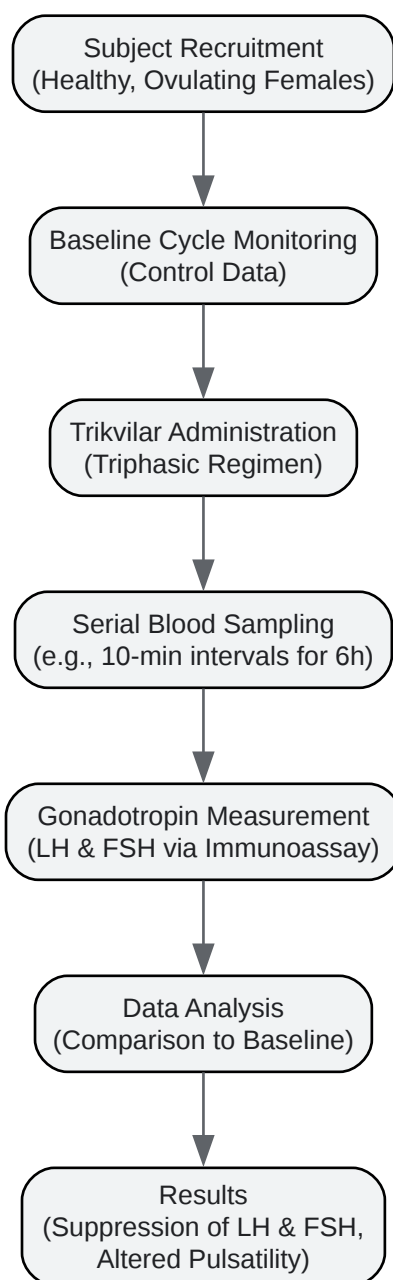 Subject Recruitment
(Healthy, Ovulating Females)
Baseline Cycle Monitoring
(Control Data)
Trikvilar Administration
(Triphasic Regimen)
Serial Blood Sampling
(e.g., 10-min intervals for 6h)
Gonadotropin Measurement
(LH & FSH via Immunoassay)
Data Analysis
(Comparison to Baseline)
Results
(Suppression of LH & FSH,
Altered Pulsatility)